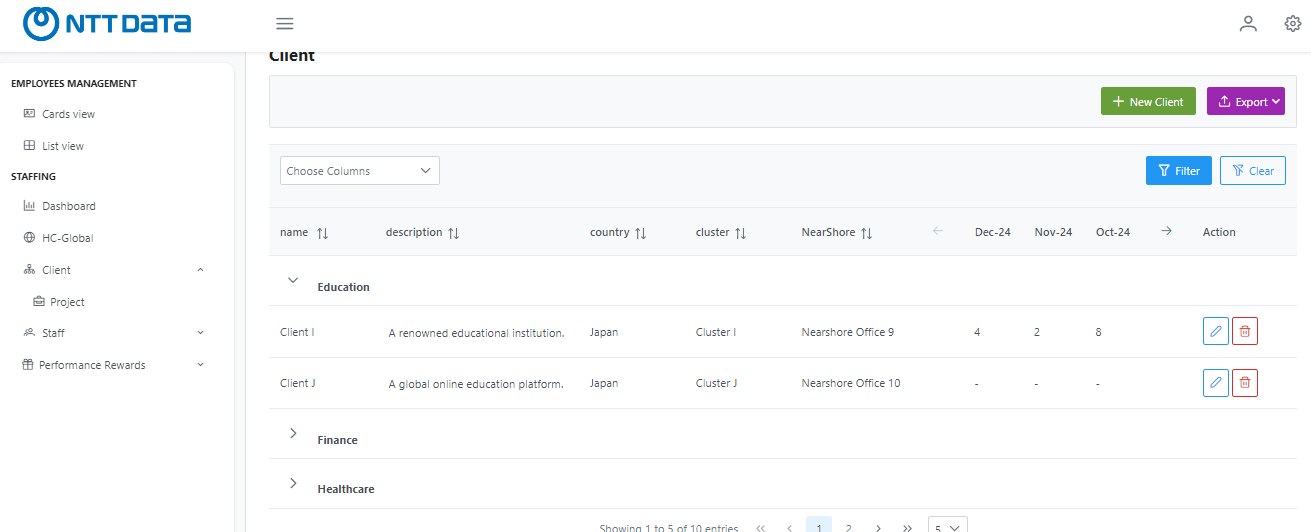 NTT DATA
Client
EMPLOYEES MANAGEMENT
Cards view
List view
STAFFING
Dashboard
HC-Global
Client
Project
Staff
Performance Rewards
New Client
Export
Choose Columns
Filter
Clear
name description country cluster NearShore Dec-24 Nov-24 Oct-24 Action
Education
Client I A renowned educational institution. Japan Cluster I Nearshore Office 9 4 2 8
Client J A global online education platform. Japan Cluster J Nearshore Office 10 - - -
Finance
Healthcare
Showing 1 to 5 of 10 entries 1 2 5